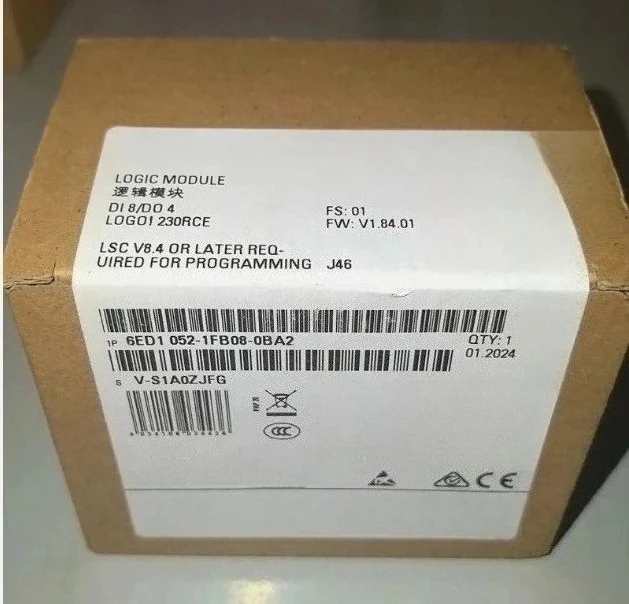 LOGIC MODULE
逻辑模块
DI 8/DO 4
LOGO! 230RCE
FS: 01
FW: V1.84.01
LSC V8.4 OR LATER REQ-
UIRED FOR PROGRAMMING J46
1P 6ED1 052-1FB08-0BA2
QTY: 1
01.2024
S V-S1A0ZJFG
CCC
CE